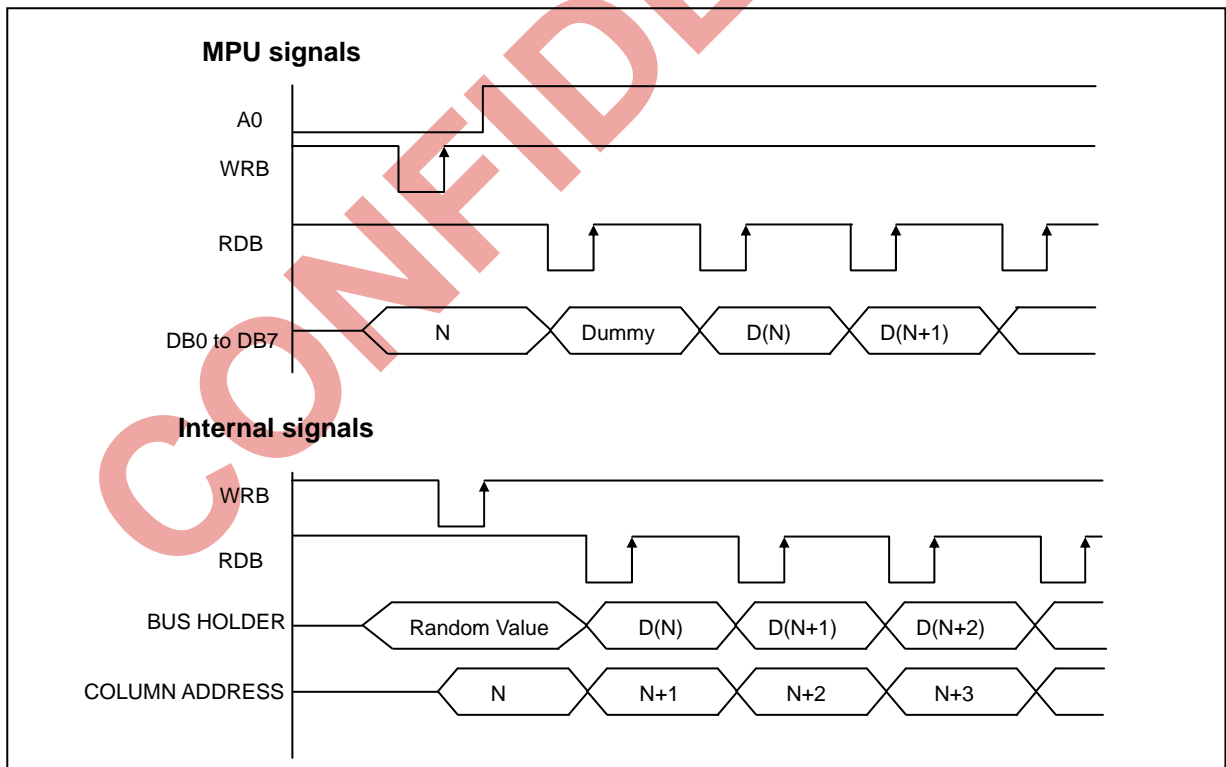 MPU signals
A0
WRB
RDB
DB0 to DB7
N
Dummy
D(N)
D(N+1)
Internal signals
WRB
RDB
BUS HOLDER
Random Value
D(N)
D(N+1)
D(N+2)
COLUMN ADDRESS
N
N+1
N+2
N+3
CONFIDE